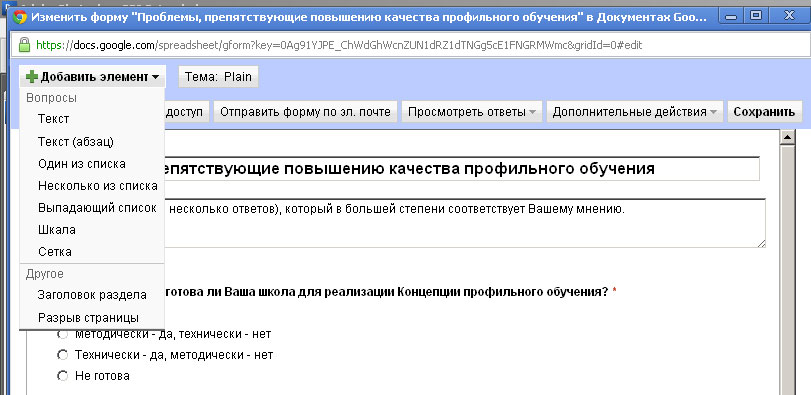 Изменить форму "Проблемы, препятствующие повышению качества профильного обучения" в Документах Goo...
https://docs.google.com/spreadsheet/gform?key=0Ag91YJPE_ChWdGhWcnZUN1dRZ1dTNGg5cE1FNGRMWmc&gridId=0#edit
Добавить элемент Тема: Plain
доступ Отправить форму по эл. почте Просмотреть ответы Дополнительные действия Сохранить
Вопросы
Текст
Текст (абзац)
Один из списка
Несколько из списка
Выпадающий список
Шкала
Сетка
Другое
Заголовок раздела
Разрыв страницы
епятствующие повышению качества профильного обучения
несколько ответов), который в большей степени соответствует Вашему мнению.
готова ли Ваша школа для реализации Концепции профильного обучения? *
Методически - да, технически - нет
Технически - да, методически - нет
Не готова